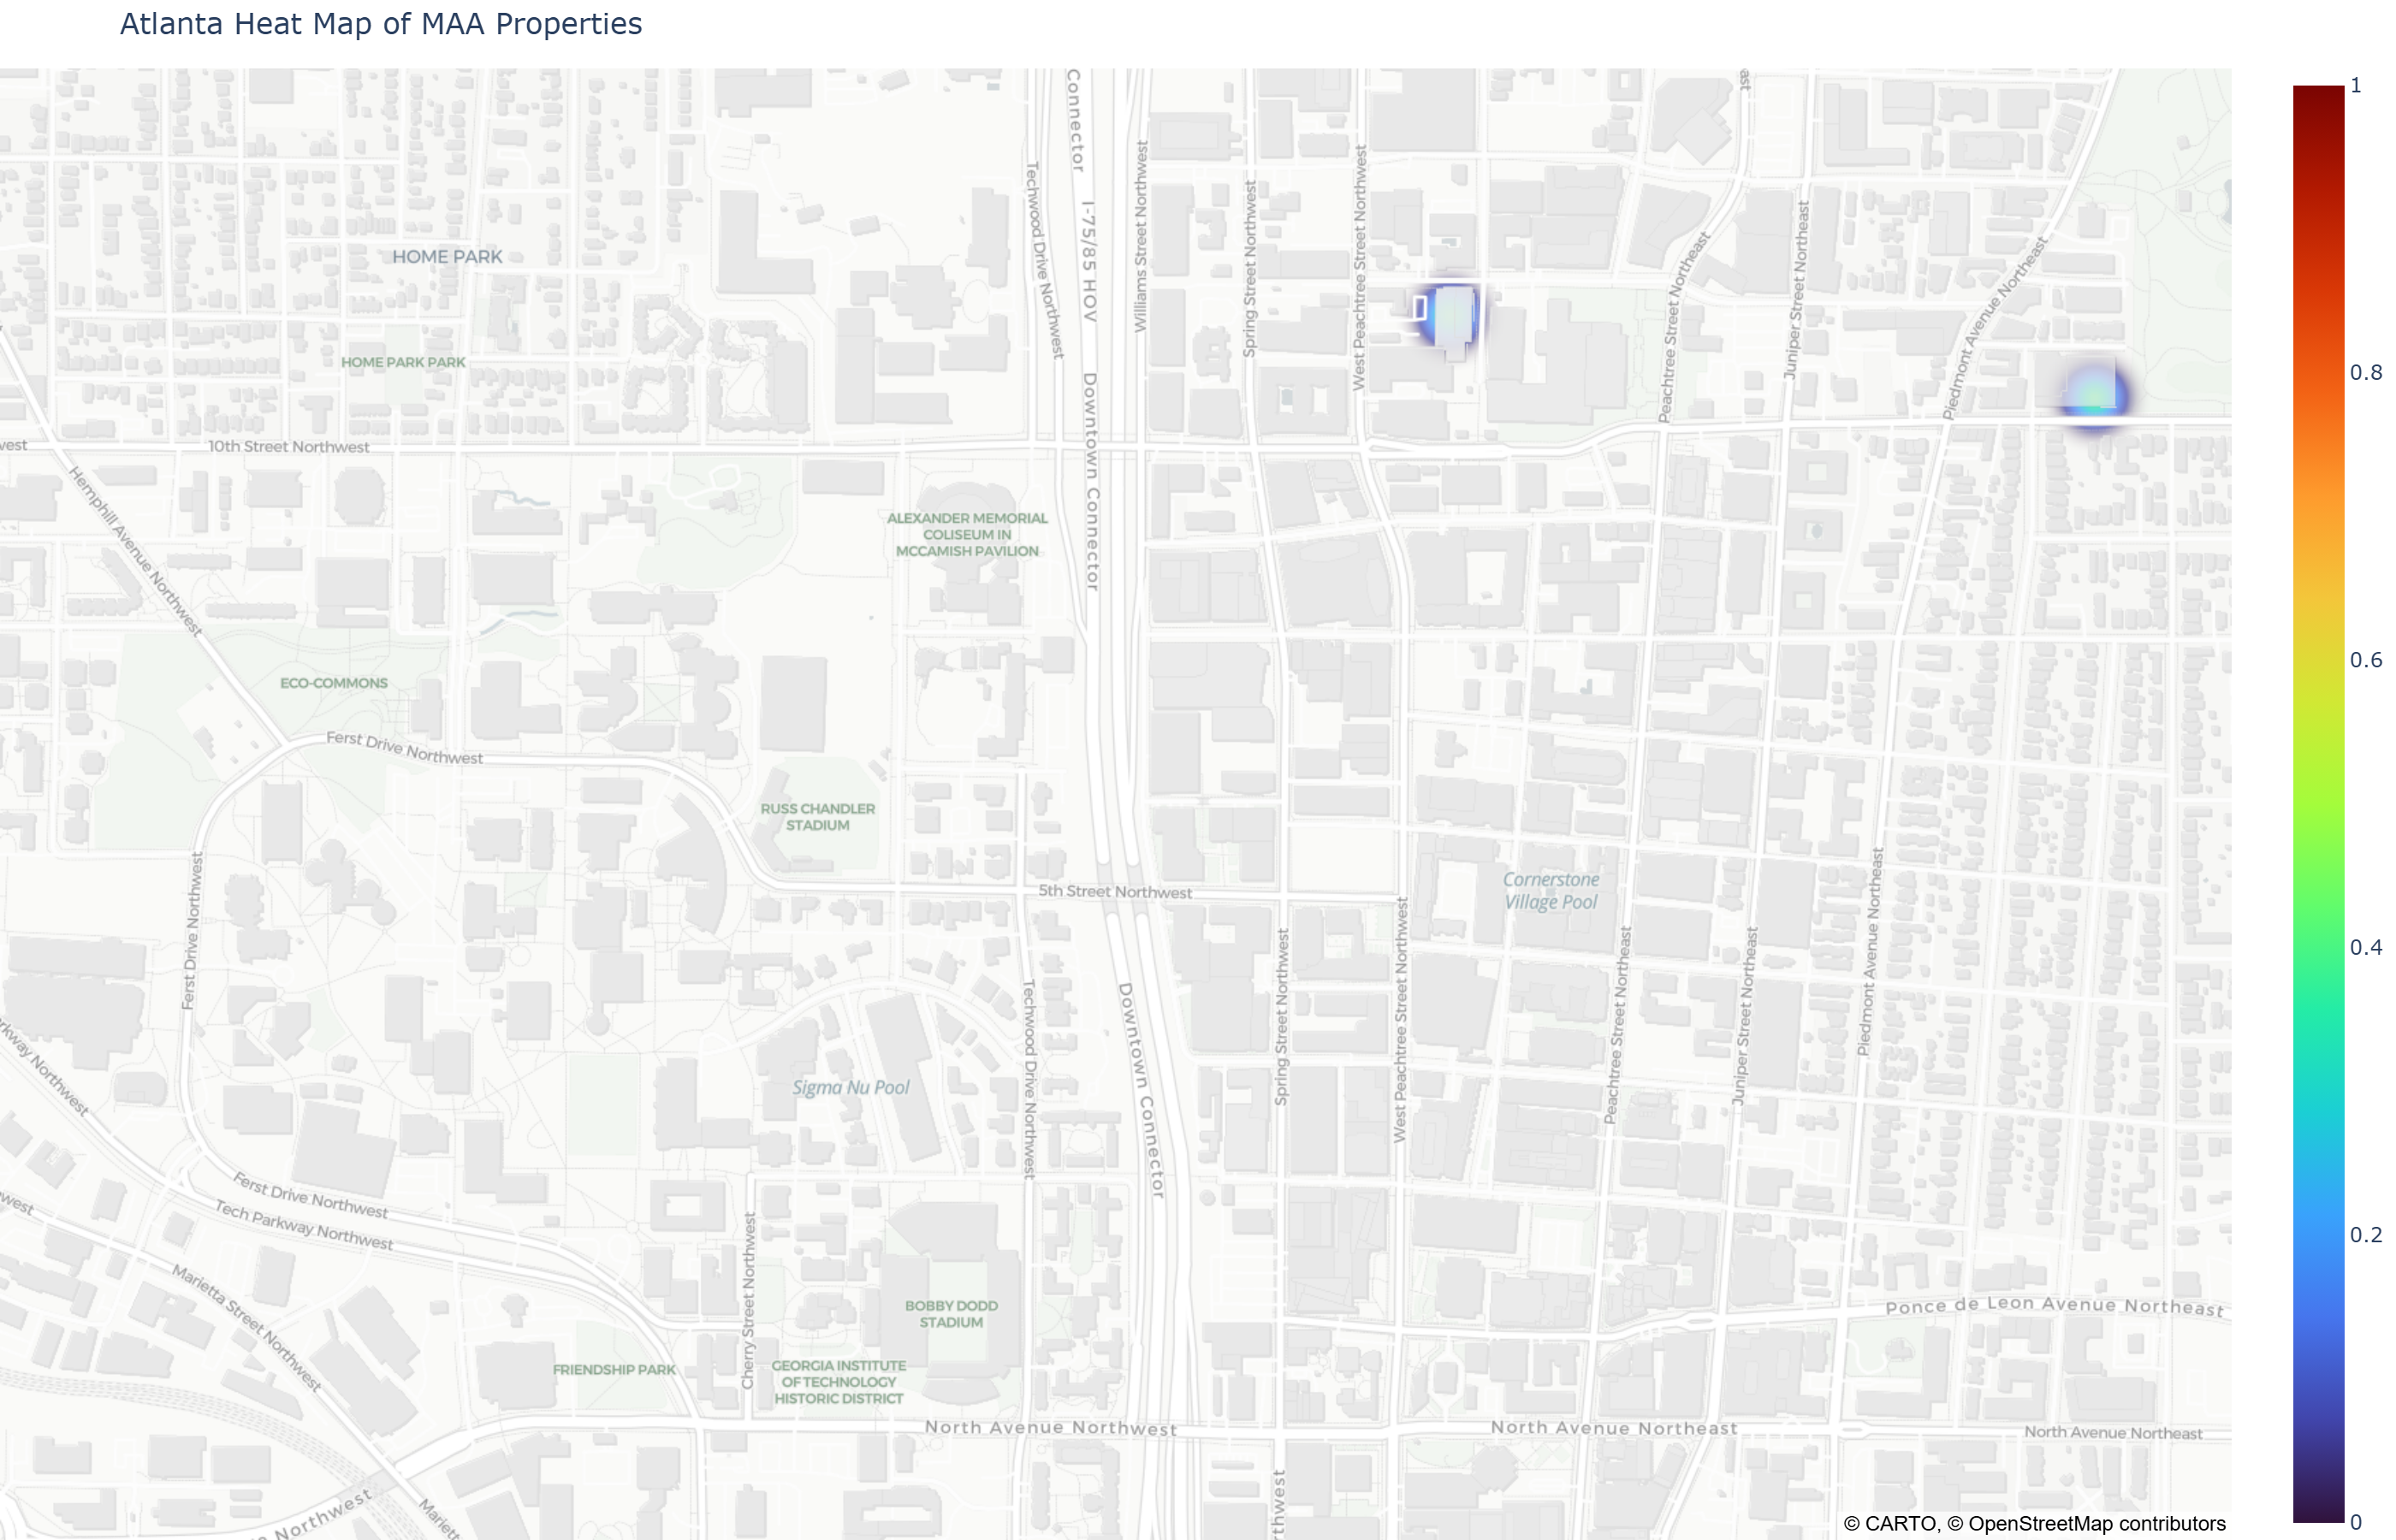 Atlanta Heat Map of MAA Properties
Connector
Techwood Drive Northwest
I-75/85 HOV
Williams Street Northwest
Spring Street Northwest
West Peachtree Street Northwest
Peachtree Street Northeast
Juniper Street Northeast
Piedmont Avenue Northeast
HOME PARK
HOME PARK PARK
10th Street Northwest
Downtown Connector
Hemphill Avenue Northwest
ALEXANDER MEMORIAL
COLISEUM IN
MCCAMISH PAVILION
ECO-COMMONS
Ferst Drive Northwest
RUSS CHANDLER
STADIUM
5th Street Northwest
Cornerstone
Village Pool
Ferst Drive Northwest
Sigma Nu Pool
Techwood Drive Northwest
Downtown Connector
Spring Street Northwest
West Peachtree Street Northwest
Peachtree Street Northeast
Juniper Street Northeast
Piedmont Avenue Northeast
rkway Northwest
Ferst Drive Northwest
Tech Parkway Northwest
Marietta Street Northwest
Cherry Street Northwest
BOBBY DODD
STADIUM
Ponce de Leon Avenue Northeast
FRIENDSHIP PARK
GEORGIA INSTITUTE
OF TECHNOLOGY
HISTORIC DISTRICT
North Avenue Northwest
North Avenue Northeast
North Avenue Northeast
Northwest
Mariett
thwest
© CARTO, © OpenStreetMap contributors
1
0.8
0.6
0.4
0.2
0